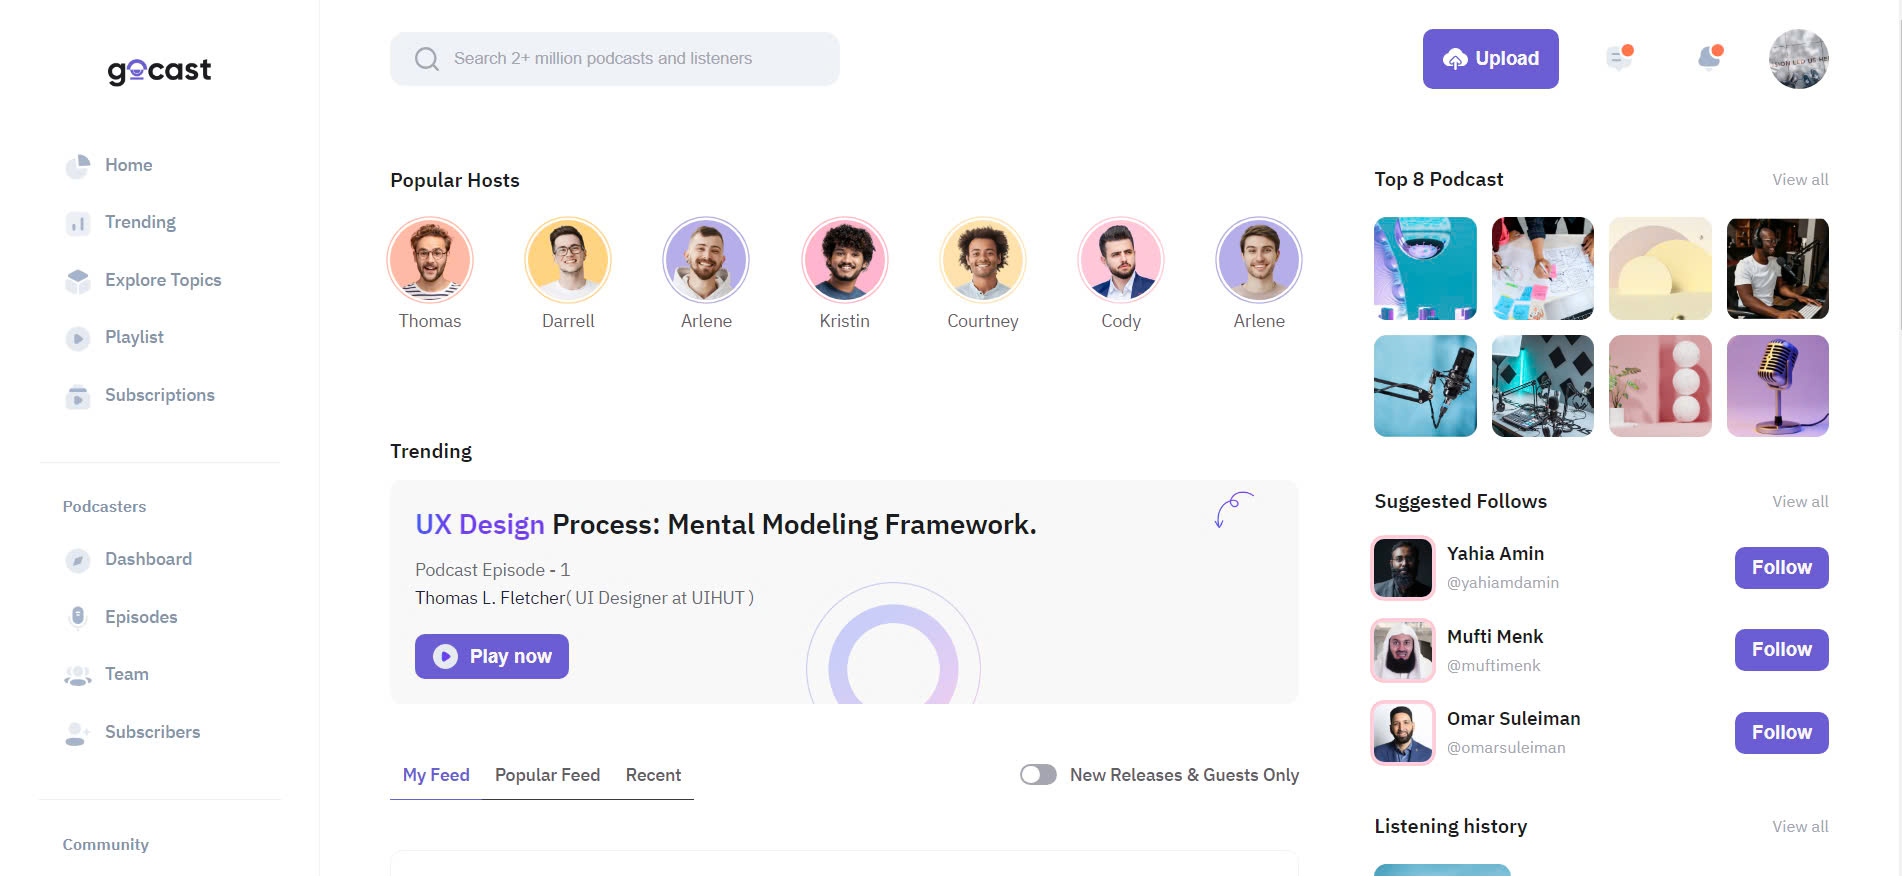 gocast
Search 2+ million podcasts and listeners
Upload
Home
Trending
Explore Topics
Playlist
Subscriptions
Podcasters
Dashboard
Episodes
Team
Subscribers
Community
Popular Hosts
Thomas
Darrell
Arlene
Kristin
Courtney
Cody
Arlene
Trending
UX Design Process: Mental Modeling Framework.
Podcast Episode - 1
Thomas L. Fletcher( UI Designer at UIHUT )
Play now
My Feed
Popular Feed
Recent
New Releases & Guests Only
Top 8 Podcast
View all
Suggested Follows
View all
Yahia Amin
@yahiamdamin
Follow
Mufti Menk
@muftimenk
Follow
Omar Suleiman
@omarsuleiman
Follow
Listening history
View all